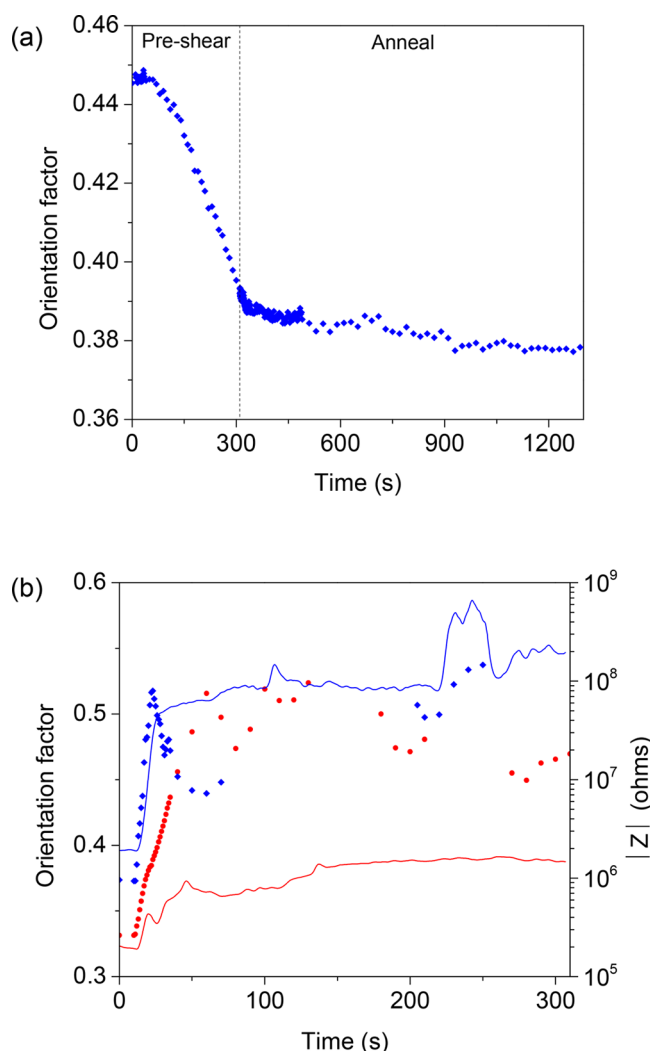 (a)
0.46
Pre-shear
Anneal
0.44
0.42
0.40
0.38
0.36
Orientation factor
0
300
600
900
1200
Time (s)
(b)
0.6
0.5
0.4
0.3
Orientation factor
10⁹
10⁸
10⁷
10⁶
10⁵
|Z| (ohms)
0
100
200
300
Time (s)